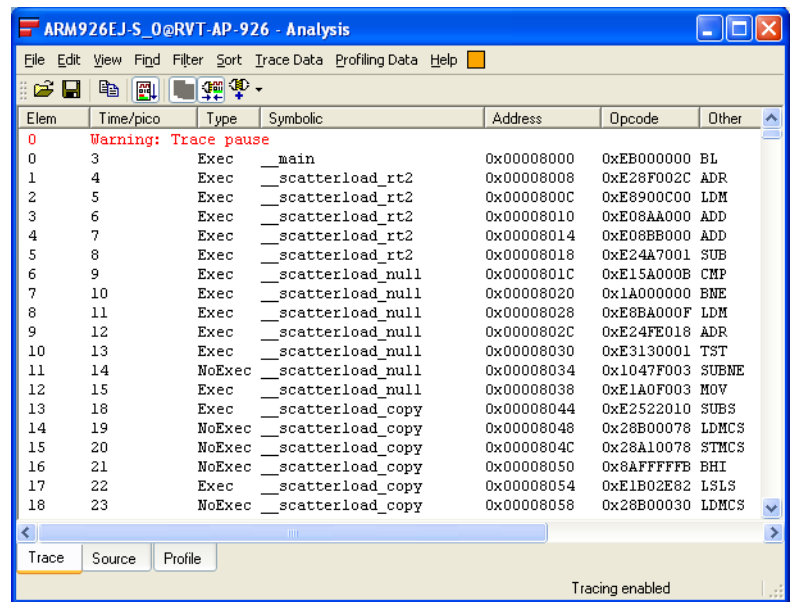 ARM926EJ-S_0@RVT-AP-926 - Analysis
File Edit View Find Filter Sort Trace Data Profiling Data Help
Elem Time/pico Type Symbolic Address Opcode Other
0 Warning: Trace pause
0 3 Exec __main 0x00008000 0xEB000000 BL
1 4 Exec __scatterload_rt2 0x00008008 0xE28F002C ADR
2 5 Exec __scatterload_rt2 0x0000800C 0xE8900C00 LDM
3 6 Exec __scatterload_rt2 0x00008010 0xE08AA000 ADD
4 7 Exec __scatterload_rt2 0x00008014 0xE08BB000 ADD
5 8 Exec __scatterload_rt2 0x00008018 0xE24A7001 SUB
6 9 Exec __scatterload_null 0x0000801C 0xE15A000B CMP
7 10 Exec __scatterload_null 0x00008020 0x1A000000 BNE
8 11 Exec __scatterload_null 0x00008028 0xE8BA000F LDM
9 12 Exec __scatterload_null 0x0000802C 0xE24FE018 ADR
10 13 Exec __scatterload_null 0x00008030 0xE3130001 TST
11 14 NoExec __scatterload_null 0x00008034 0x1047F003 SUBNE
12 15 Exec __scatterload_null 0x00008038 0xE1A0F003 MOV
13 18 Exec __scatterload_copy 0x00008044 0xE2522010 SUBS
14 19 NoExec __scatterload_copy 0x00008048 0x28B00078 LDMCS
15 20 NoExec __scatterload_copy 0x0000804C 0x28A10078 STMCS
16 21 NoExec __scatterload_copy 0x00008050 0x8AFFFFFB BHI
17 22 Exec __scatterload_copy 0x00008054 0xE1B02E82 LSLS
18 23 NoExec __scatterload_copy 0x00008058 0x28B00030 LDMCS
Trace Source Profile
Tracing enabled